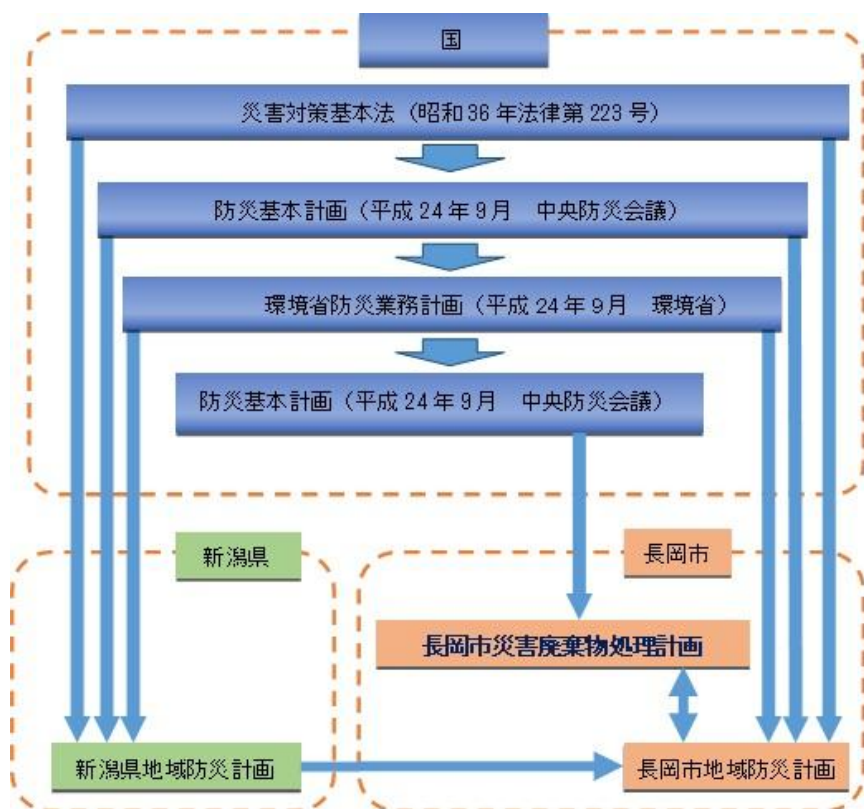 国
災害対策基本法（昭和36年法律第223号）
防災基本計画（平成24年9月　中央防災会議）
環境省防災業務計画（平成24年9月　環境省）
防災基本計画（平成24年9月　中央防災会議）
新潟県
長岡市
長岡市災害廃棄物処理計画
新潟県地域防災計画
長岡市地域防災計画